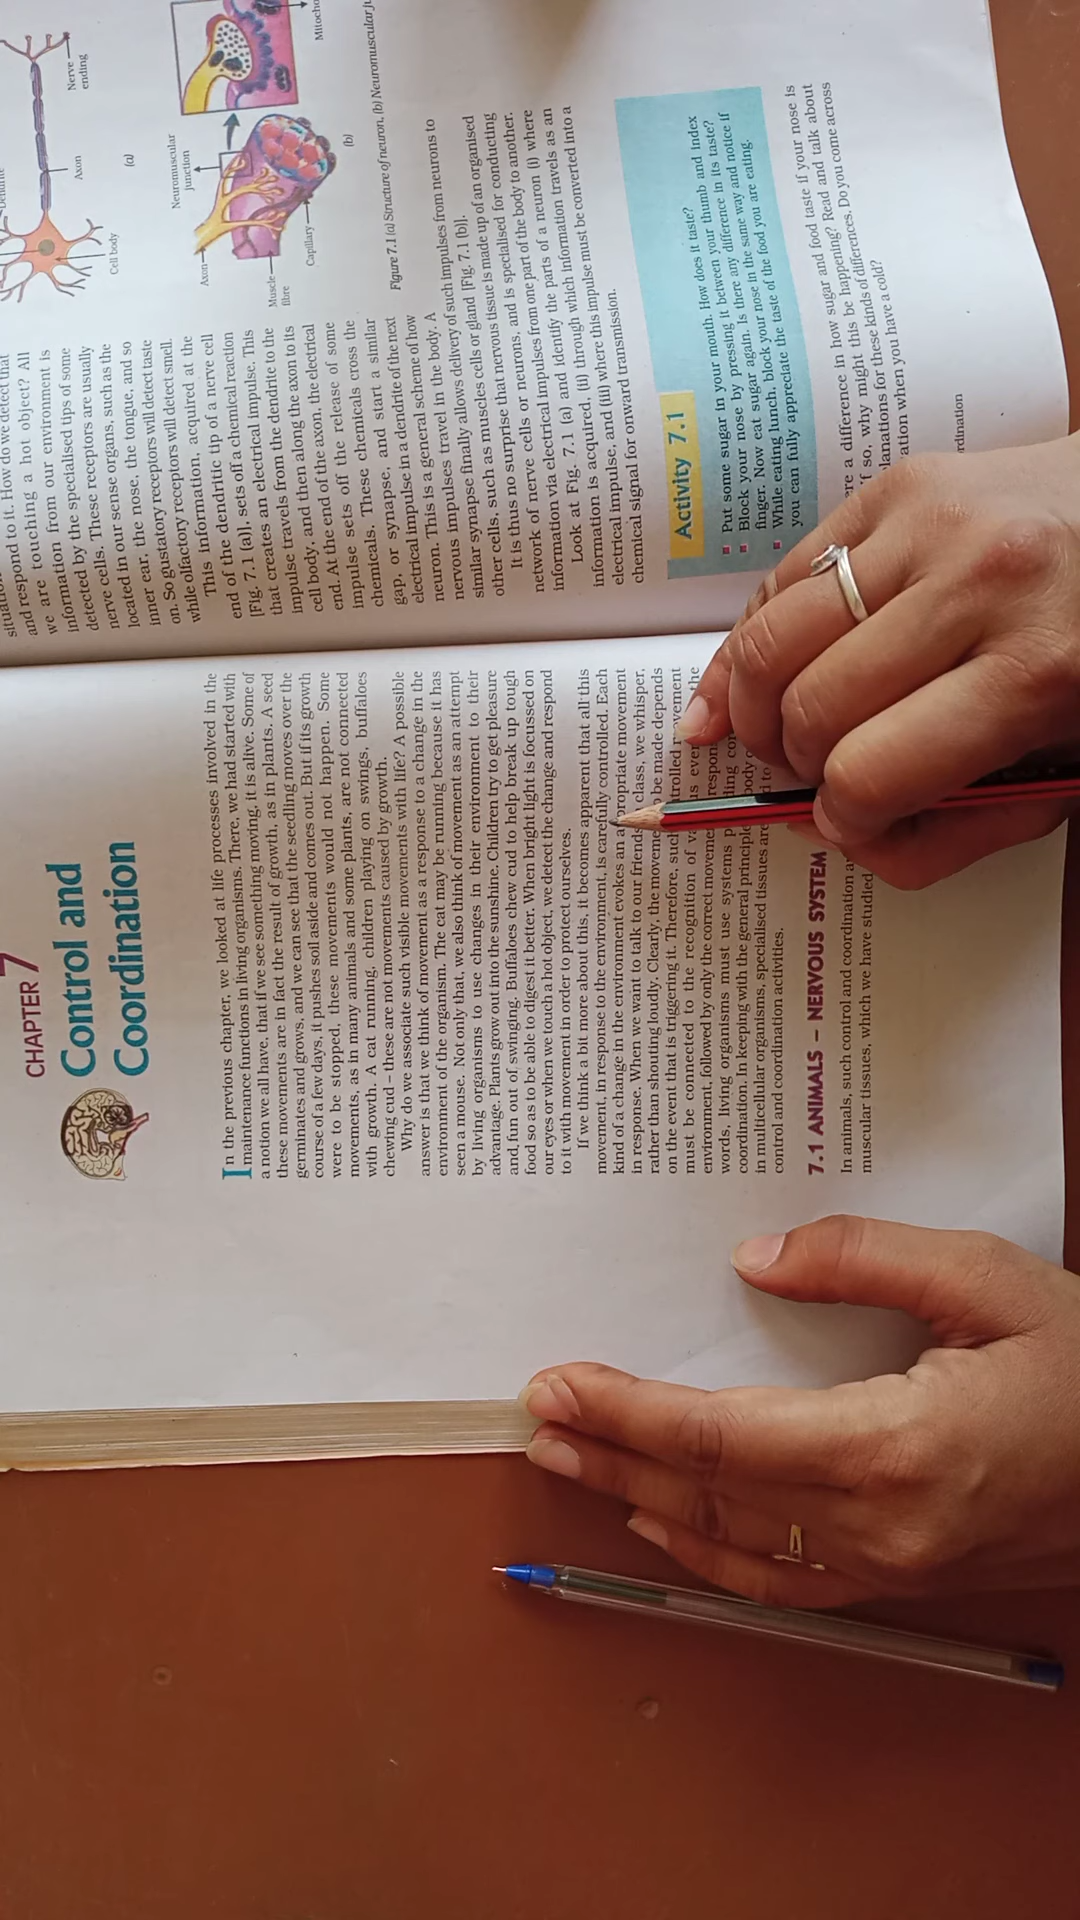 CHAPTER 7
Control and
Coordination
In the previous chapter, we looked at life processes involved in the
maintenance functions in living organisms. There, we had started with
a notion we all have, that if we see something moving, it is alive. Some of
these movements are in fact the result of growth, as in plants. A seed
germinates and grows, and we can see that the seedling moves over the
course of a few days, it pushes soil aside and comes out. But if its growth
were to be stopped, these movements would not happen. Some
movements, as in many animals and some plants, are not connected
with growth. A cat running, children playing on swings, buffaloes
chewing cud – these are not movements caused by growth.
Why do we associate such visible movements with life? A possible
answer is that we think of movement as a response to a change in the
environment of the organism. The cat may be running because it has
seen a mouse. Not only that, we also think of movement as an attempt
by living organisms to use changes in their environment to their
advantage. Plants grow out into the sunshine. Children try to get pleasure
and fun out of swinging. Buffaloes chew cud to help break up tough
food so as to be able to digest it better. When bright light is focussed on
our eyes or when we touch a hot object, we detect the change and respond
to it with movement in order to protect ourselves.
If we think a bit more about this, it becomes apparent that all this
movement, in response to the environment, is carefully controlled. Each
kind of a change in the environment evokes an appropriate movement
in response. When we want to talk to our friends class, we whisper,
rather than shouting loudly. Clearly, the movement be made depends
on the event that is triggering it. Therefore, such movement
must be connected to the recognition of the
environment, followed by only the correct movement
words, living organisms must use systems
coordination. In keeping with the general principles body
in multicellular organisms, specialised tissues are to
control and coordination activities.
7.1 ANIMALS – NERVOUS SYSTEM
In animals, such control and coordination
muscular tissues, which we have studied
and respond to it. How do we detect that
we are touching a hot object? All
information from our environment is
detected by the specialised tips of some
nerve cells. These receptors are usually
located in our sense organs, such as the
inner ear, the nose, the tongue, and so
on. So gustatory receptors will detect taste
while olfactory receptors will detect smell.
This information, acquired at the
end of the dendritic tip of a nerve cell
[Fig. 7.1 (a)], sets off a chemical reaction
that creates an electrical impulse. This
impulse travels from the dendrite to the
cell body, and then along the axon to its
end. At the end of the axon, the electrical
impulse sets off the release of some
chemicals. These chemicals cross the
gap, or synapse, and start a similar
electrical impulse in a dendrite of the next
neuron. This is a general scheme of how
nervous impulses travel in the body. A
similar synapse finally allows delivery of such impulses from neurons to
other cells, such as muscles cells or gland [Fig. 7.1 (b)].
It is thus no surprise that nervous tissue is made up of an organised
network of nerve cells or neurons, and is specialised for conducting
information via electrical impulses from one part of the body to another.
Look at Fig. 7.1 (a) and identify the parts of a neuron (i) where
information is acquired, (ii) through which information travels as an
electrical impulse, and (iii) where this impulse must be converted into a
chemical signal for onward transmission.
Nerve
ending
Axon
Cell body
(a)
Neuromuscular
junction
Axon
Muscle
fibre
Capillary
(b)
Figure 7.1 (a) Structure of neuron, (b) Neuromuscular
Activity 7.1
Put some sugar in your mouth. How does it taste?
Block your nose by pressing it between your thumb and index
finger. Now eat sugar again. Is there any difference in its taste?
While eating lunch, block your nose in the same way and notice if
you can fully appreciate the taste of the food you are eating.
a difference in how sugar and food taste if your nose is
so, why might this be happening? Read and talk about
for these kinds of differences. Do you come across
when you have a cold?